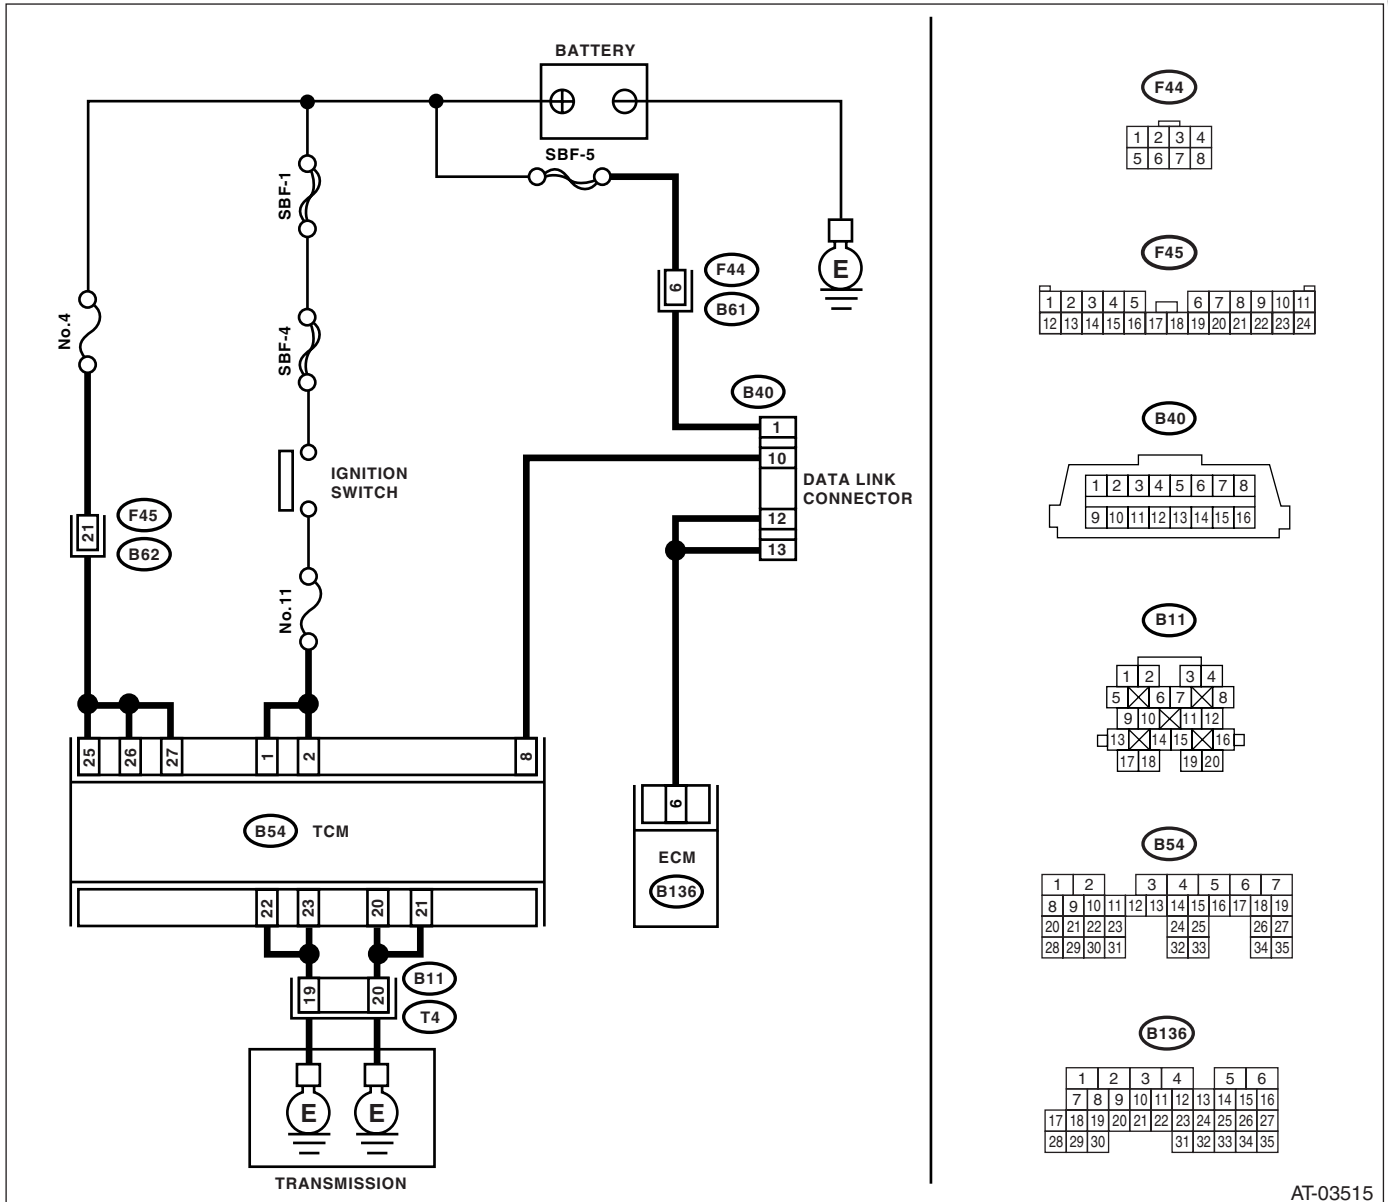 BATTERY
SBF-5
SBF-1
No.4
SBF-4
E
6
F44
B61
B40
1
10
12
13
DATA LINK
CONNECTOR
IGNITION
SWITCH
21
F45
B62
No.11
25 26 27 1 2 8
B54 TCM
6
ECM
B136
22 23 20 21
19 20
B11
T4
E E
TRANSMISSION
F44
1 2 3 4
5 6 7 8
F45
1 2 3 4 5 6 7 8 9 10 11
12 13 14 15 16 17 18 19 20 21 22 23 24
B40
1 2 3 4 5 6 7 8
9 10 11 12 13 14 15 16
B11
1 2 3 4
5 6 7 8
9 10 11 12
13 14 15 16
17 18 19 20
B54
1 2 3 4 5 6 7
8 9 10 11 12 13 14 15 16 17 18 19
20 21 22 23 24 25 26 27
28 29 30 31 32 33 34 35
B136
1 2 3 4 5 6
7 8 9 10 11 12 13 14 15 16
17 18 19 20 21 22 23 24 25 26 27
28 29 30 31 32 33 34 35
AT-03515